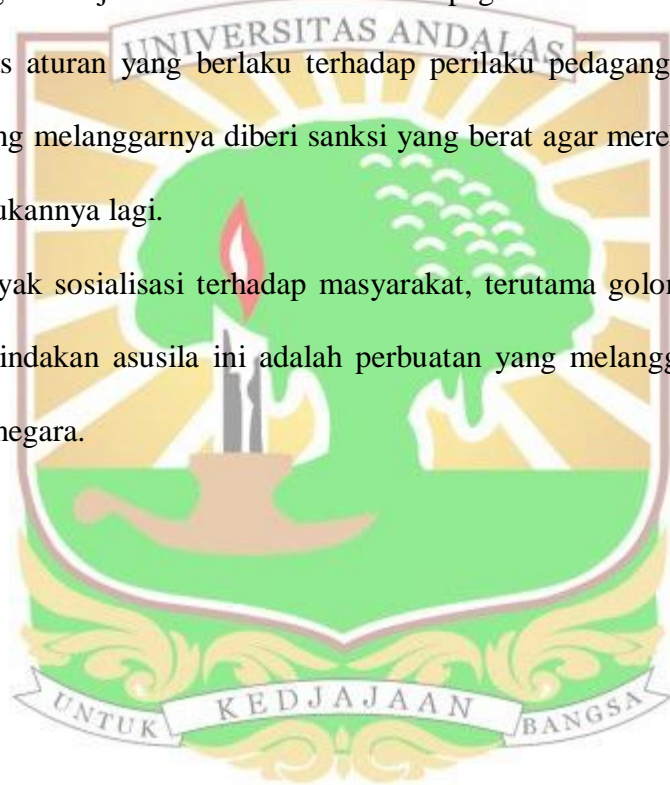 UNIVERSITAS ANDALAS
s aturan yang berlaku terhadap perilaku pedagang
ng melanggarnya diberi sanksi yang berat agar mere
ukannya lagi.
yak sosialisasi terhadap masyarakat, terutama golon
indakan asusila ini adalah perbuatan yang melangg
negara.
UNTUK KEDJAJAAN BANGSA